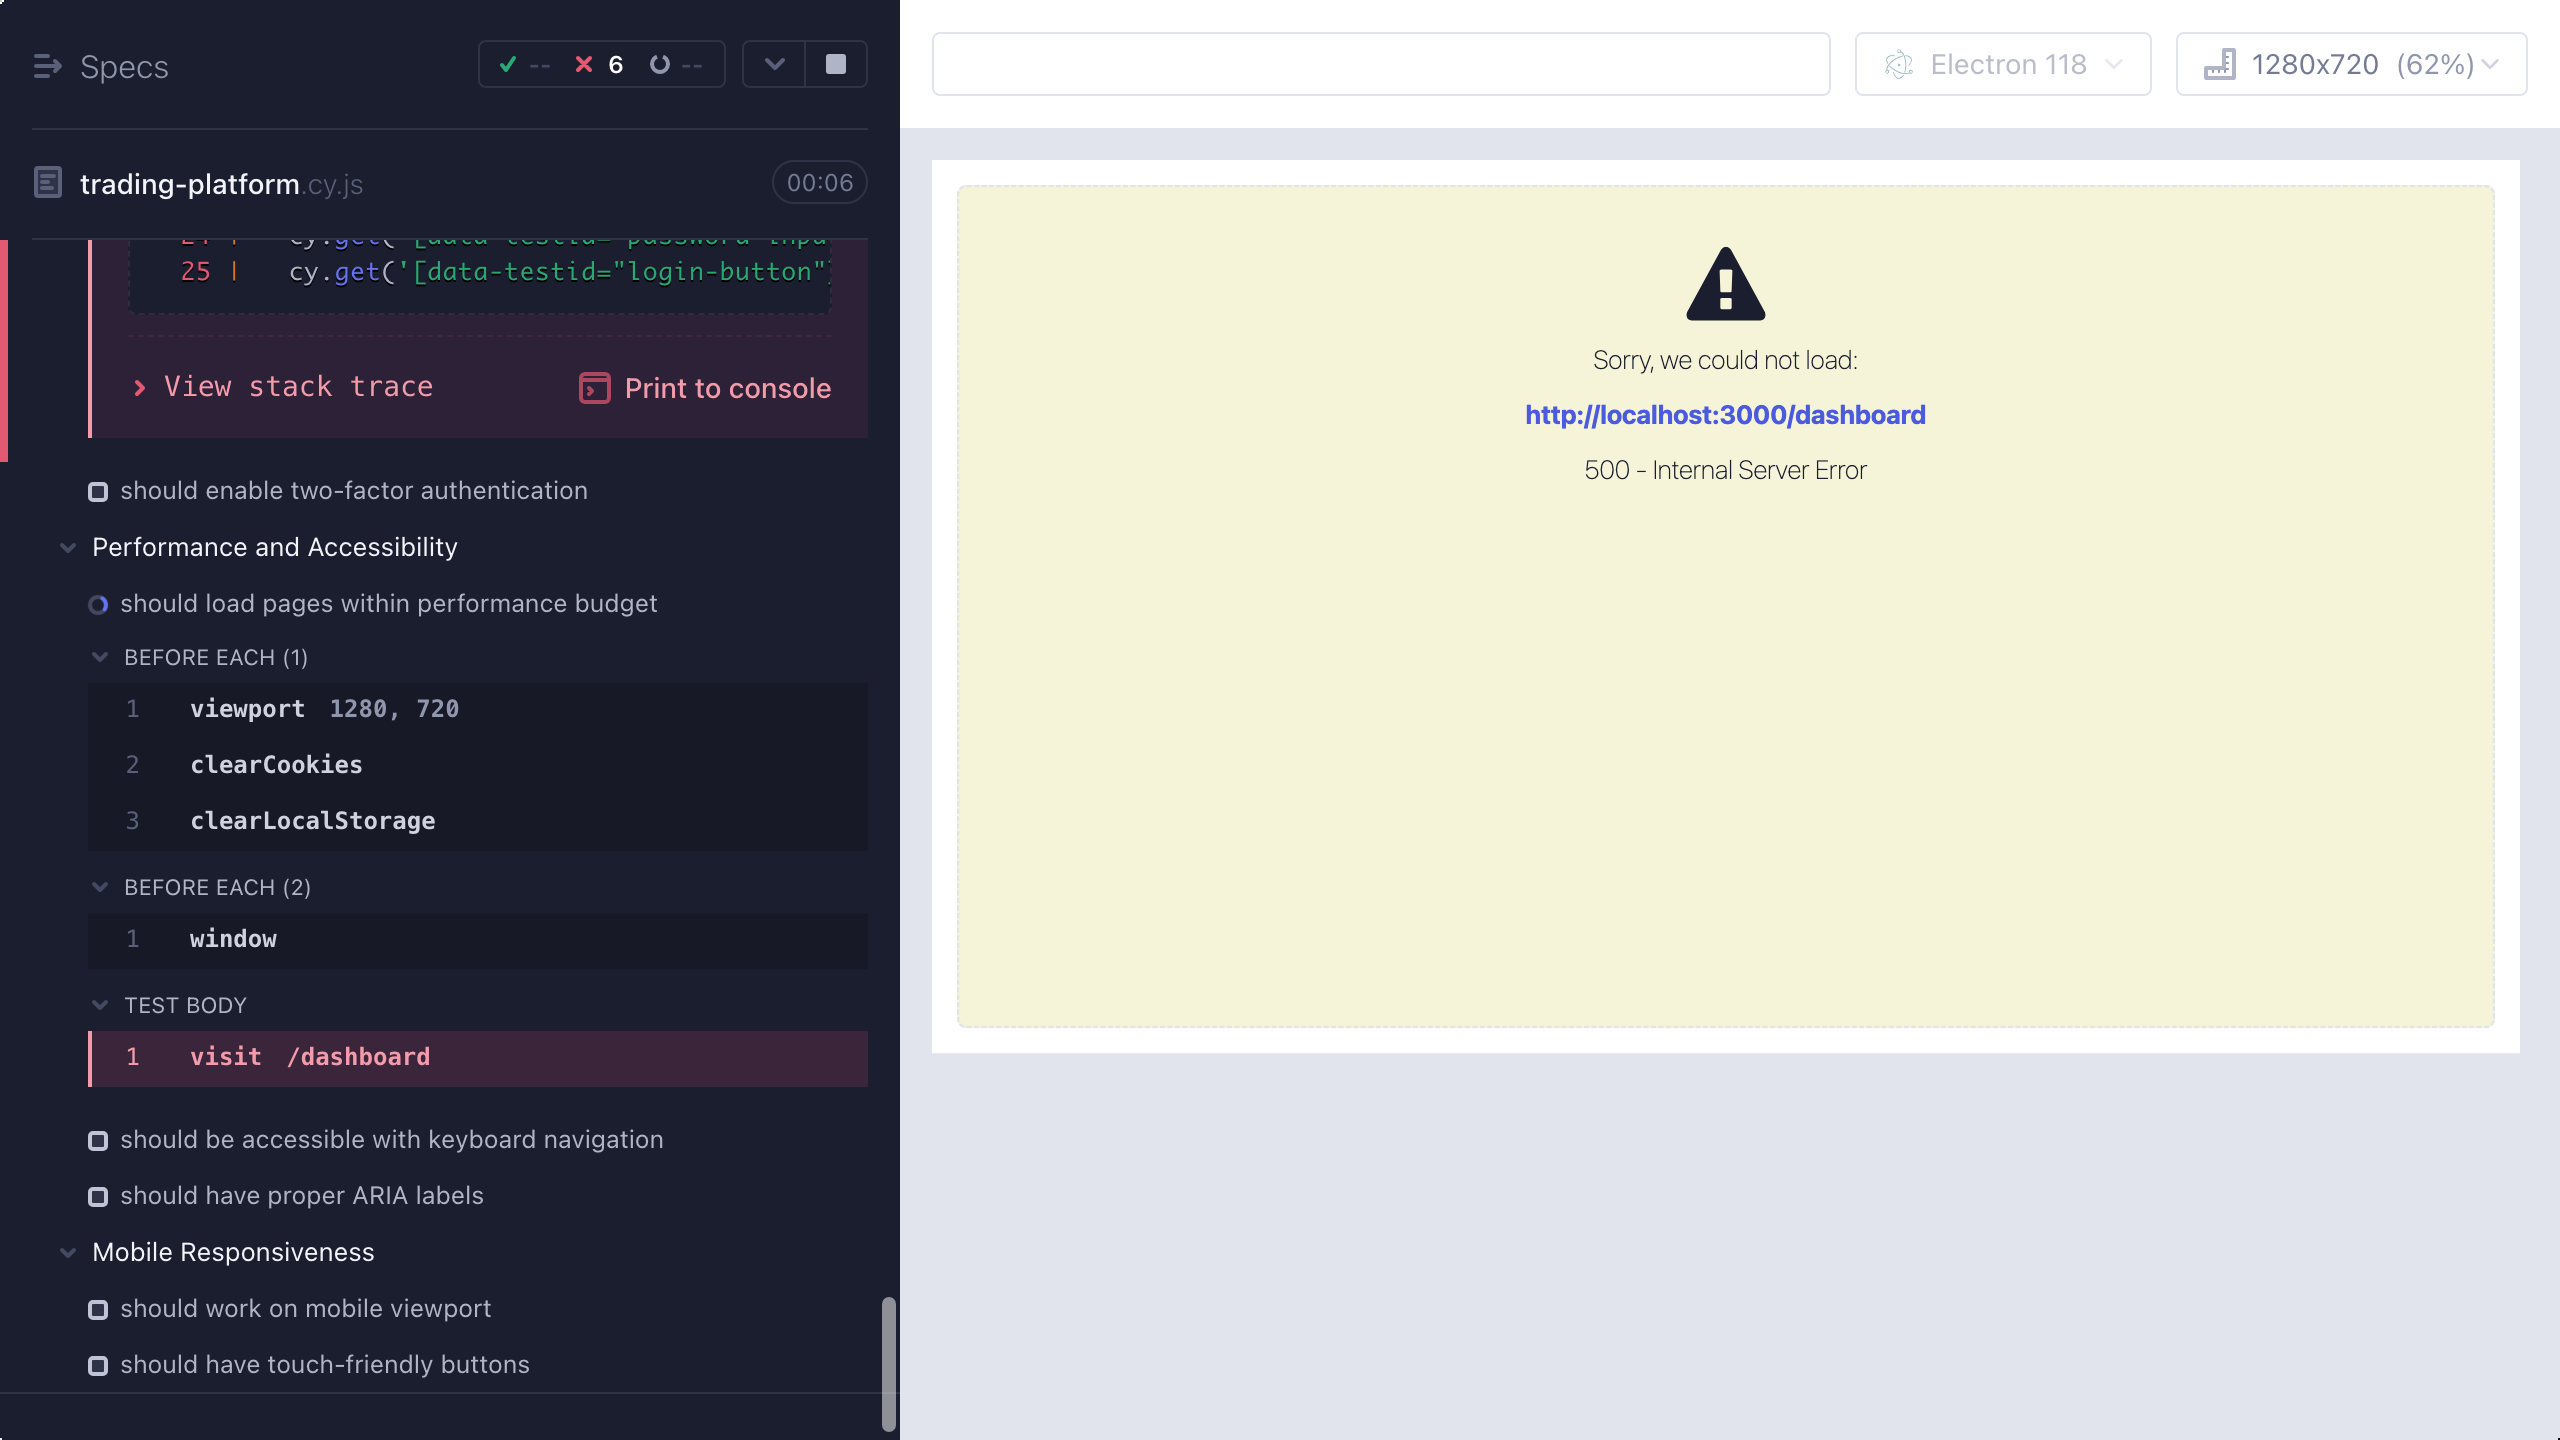 Specs
-- 6 --
trading-platform.cy.js
00:06
25 | cy.get('[data-testid="login-button"]
View stack trace
Print to console
should enable two-factor authentication
Performance and Accessibility
should load pages within performance budget
BEFORE EACH (1)
1 viewport 1280, 720
2 clearCookies
3 clearLocalStorage
BEFORE EACH (2)
1 window
TEST BODY
1 visit /dashboard
should be accessible with keyboard navigation
should have proper ARIA labels
Mobile Responsiveness
should work on mobile viewport
should have touch-friendly buttons
Electron 118
1280x720 (62%)
Sorry, we could not load:
http://localhost:3000/dashboard
500 - Internal Server Error